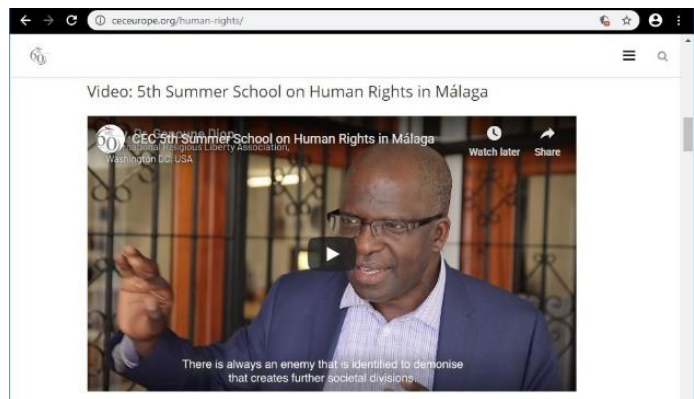 ceceurope.org/human-rights/
60
Video: 5th Summer School on Human Rights in Málaga
60
CEC 5th Summer School on Human Rights in Málaga
Religious Liberty Association,
Washington DC, USA
Watch later
Share
There is always an enemy that is identified to demonise
that creates further societal divisions.